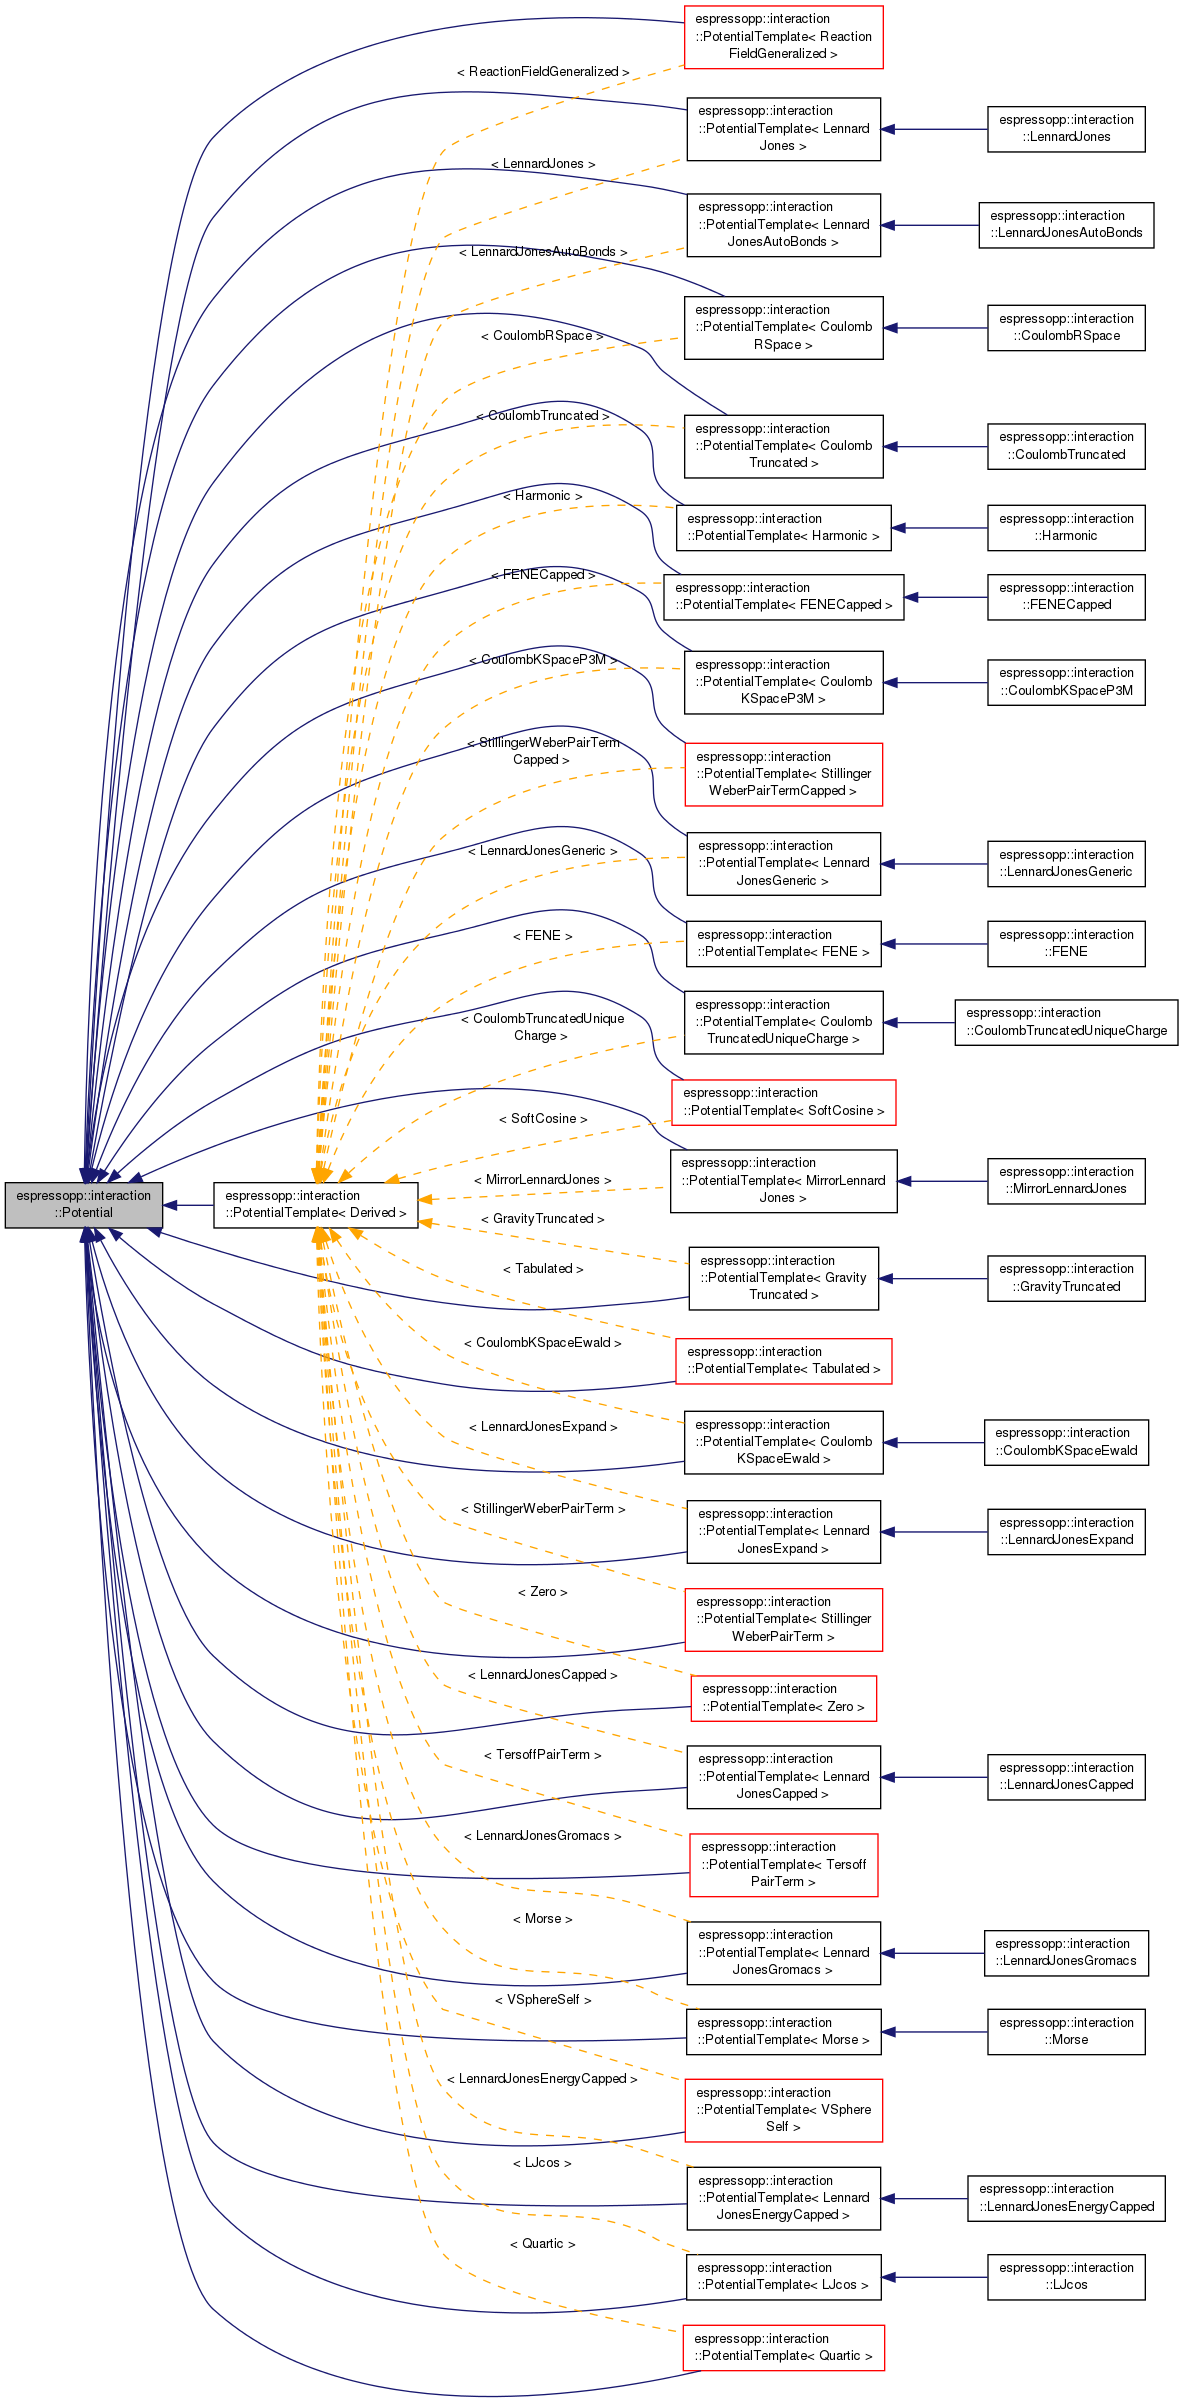 espressopp::interaction
::Potential
espressopp::interaction
::PotentialTemplate< Derived >
< ReactionFieldGeneralized >
< LennardJones >
< LennardJonesAutoBonds >
< CoulombRSpace >
< CoulombTruncated >
< Harmonic >
< FENECapped >
< CoulombKSpaceP3M >
< StillingerWeberPairTerm
Capped >
< LennardJonesGeneric >
< FENE >
< CoulombTruncatedUnique
Charge >
< SoftCosine >
< MirrorLennardJones >
< GravityTruncated >
< Tabulated >
< CoulombKSpaceEwald >
< LennardJonesExpand >
< StillingerWeberPairTerm >
< Zero >
< LennardJonesCapped >
< TersoffPairTerm >
< LennardJonesGromacs >
< Morse >
< VSphereSelf >
< LennardJonesEnergyCapped >
< LJcos >
< Quartic >
espressopp::interaction
::PotentialTemplate< Reaction
FieldGeneralized >
espressopp::interaction
::PotentialTemplate< Lennard
Jones >
espressopp::interaction
::LennardJones
espressopp::interaction
::PotentialTemplate< Lennard
JonesAutoBonds >
espressopp::interaction
::LennardJonesAutoBonds
espressopp::interaction
::PotentialTemplate< Coulomb
RSpace >
espressopp::interaction
::CoulombRSpace
espressopp::interaction
::PotentialTemplate< Coulomb
Truncated >
espressopp::interaction
::CoulombTruncated
espressopp::interaction
::PotentialTemplate< Harmonic >
espressopp::interaction
::Harmonic
espressopp::interaction
::PotentialTemplate< FENECapped >
espressopp::interaction
::FENECapped
espressopp::interaction
::PotentialTemplate< Coulomb
KSpaceP3M >
espressopp::interaction
::CoulombKSpaceP3M
espressopp::interaction
::PotentialTemplate< Stillinger
WeberPairTermCapped >
espressopp::interaction
::PotentialTemplate< Lennard
JonesGeneric >
espressopp::interaction
::LennardJonesGeneric
espressopp::interaction
::PotentialTemplate< FENE >
espressopp::interaction
::FENE
espressopp::interaction
::PotentialTemplate< Coulomb
TruncatedUniqueCharge >
espressopp::interaction
::CoulombTruncatedUniqueCharge
espressopp::interaction
::PotentialTemplate< SoftCosine >
espressopp::interaction
::PotentialTemplate< MirrorLennard
Jones >
espressopp::interaction
::MirrorLennardJones
espressopp::interaction
::PotentialTemplate< Gravity
Truncated >
espressopp::interaction
::GravityTruncated
espressopp::interaction
::PotentialTemplate< Tabulated >
espressopp::interaction
::PotentialTemplate< Coulomb
KSpaceEwald >
espressopp::interaction
::CoulombKSpaceEwald
espressopp::interaction
::PotentialTemplate< Lennard
JonesExpand >
espressopp::interaction
::LennardJonesExpand
espressopp::interaction
::PotentialTemplate< Stillinger
WeberPairTerm >
espressopp::interaction
::PotentialTemplate< Zero >
espressopp::interaction
::PotentialTemplate< Lennard
JonesCapped >
espressopp::interaction
::LennardJonesCapped
espressopp::interaction
::PotentialTemplate< Tersoff
PairTerm >
espressopp::interaction
::PotentialTemplate< Lennard
JonesGromacs >
espressopp::interaction
::LennardJonesGromacs
espressopp::interaction
::PotentialTemplate< Morse >
espressopp::interaction
::Morse
espressopp::interaction
::PotentialTemplate< VSphere
Self >
espressopp::interaction
::PotentialTemplate< Lennard
JonesEnergyCapped >
espressopp::interaction
::LennardJonesEnergyCapped
espressopp::interaction
::PotentialTemplate< LJcos >
espressopp::interaction
::LJcos
espressopp::interaction
::PotentialTemplate< Quartic >